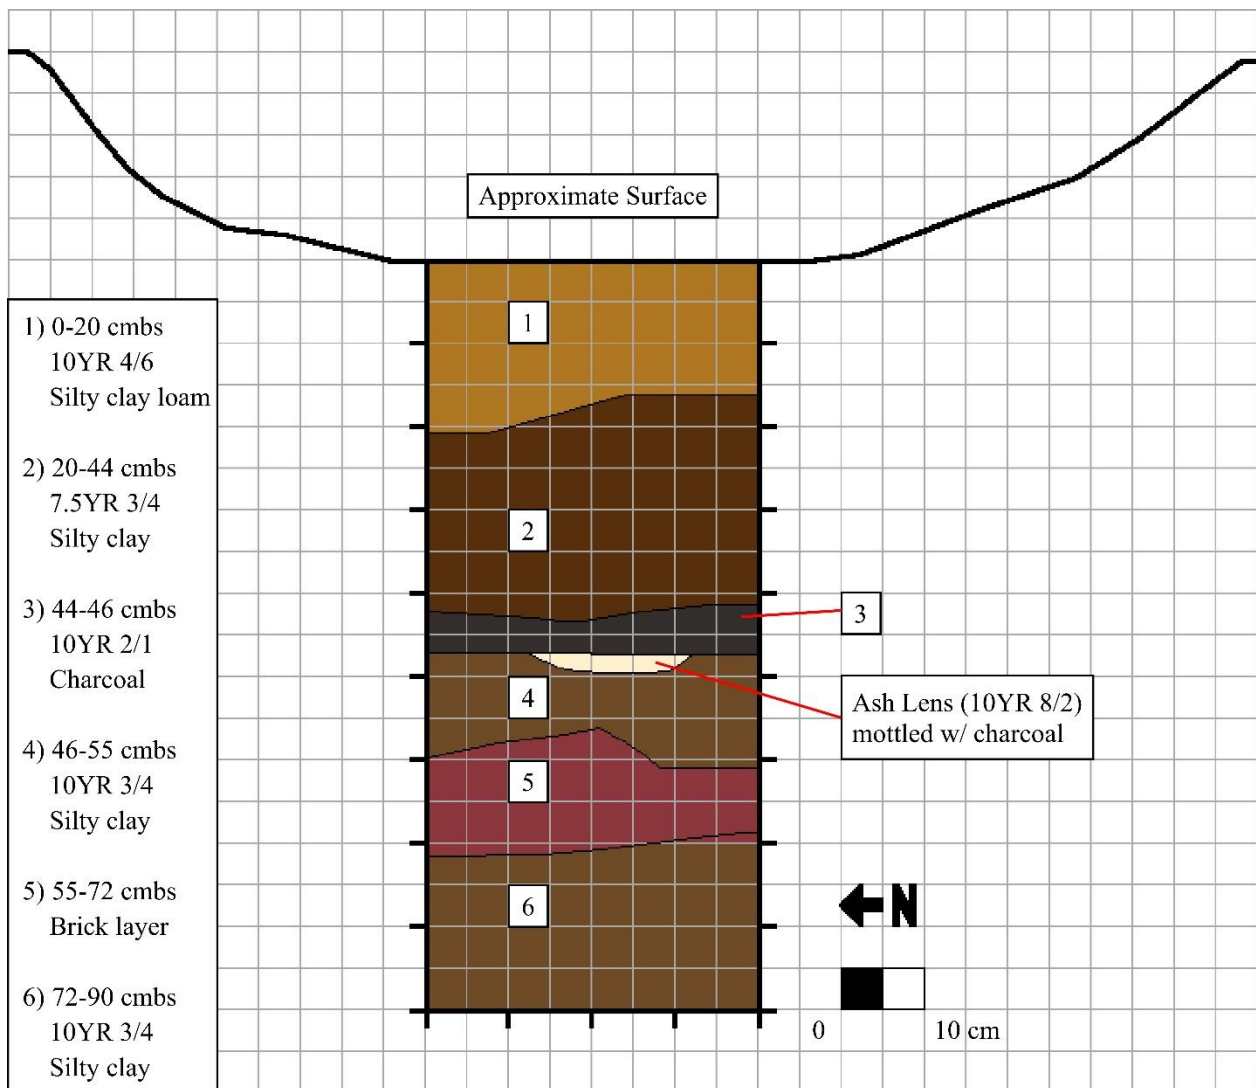 Approximate Surface
1) 0-20 cmbs
10YR 4/6
Silty clay loam
2) 20-44 cmbs
7.5YR 3/4
Silty clay
3) 44-46 cmbs
10YR 2/1
Charcoal
4) 46-55 cmbs
10YR 3/4
Silty clay
5) 55-72 cmbs
Brick layer
6) 72-90 cmbs
10YR 3/4
Silty clay
1
2
3
4
Ash Lens (10YR 8/2)
mottled w/ charcoal
5
6
N
0 10 cm